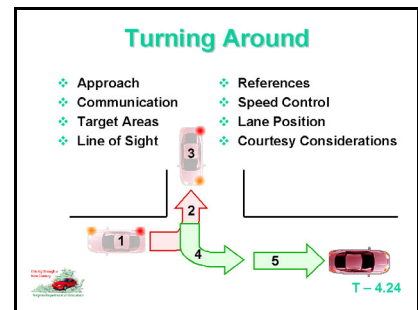 Turning Around
Approach
Communication
Target Areas
Line of Sight
References
Speed Control
Lane Position
Courtesy Considerations
3
2
1
4
5
T – 4.24